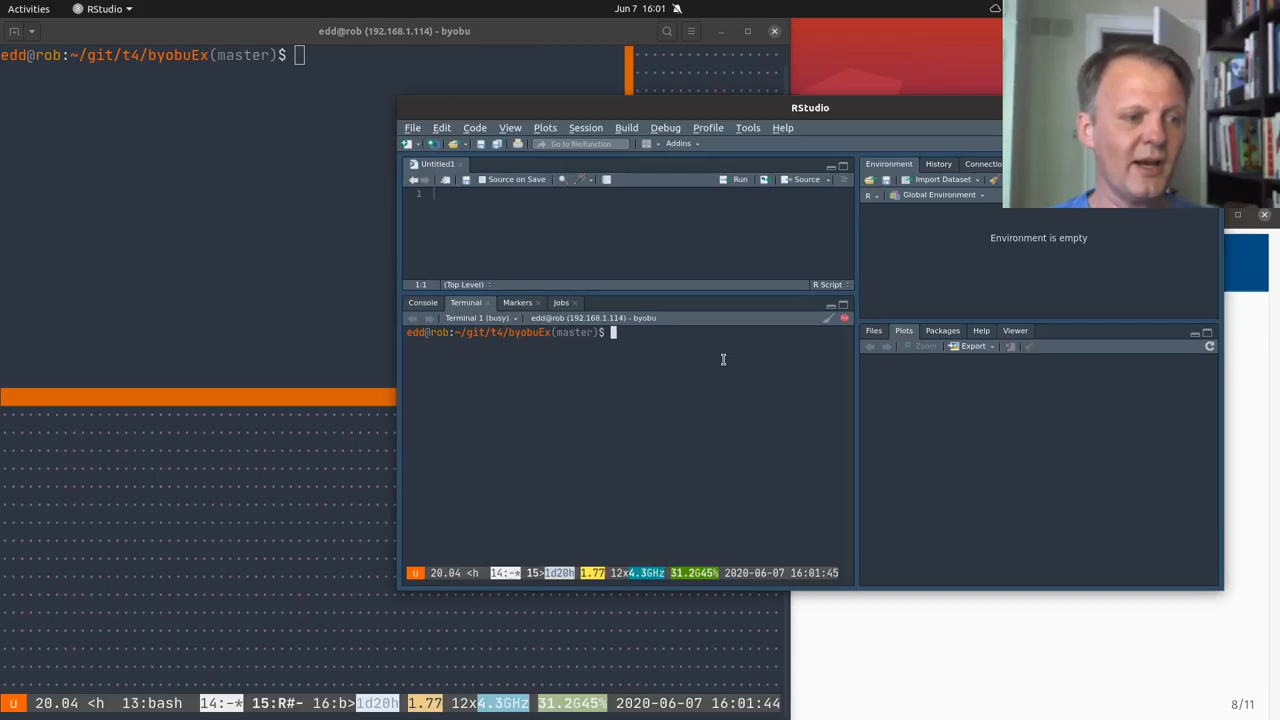 Activities RStudio Jun 7 16:01
edd@rob (192.168.1.114) - byobu
edd@rob:~/git/t4/byobuEx(master)$
RStudio
File Edit Code View Plots Session Build Debug Profile Tools Help
Go to file/function Addins
Untitled1
Source on Save Run Source
1
1:1 (Top Level) R Script
Console Terminal Markers Jobs
Terminal 1 (busy) edd@rob (192.168.1.114) - byobu
edd@rob:~/git/t4/byobuEx(master)$
U 20.04 <h 14:-* 15>1d20h 1.77 12x4.3GHz 31.2G45% 2020-06-07 16:01:45
Environment History Connectio
Import Dataset
R Global Environment
Environment is empty
Files Plots Packages Help Viewer
Zoom Export
U 20.04 <h 13:bash 14:-* 15:R#- 16:b>1d20h 1.77 12x4.3GHz 31.2G45% 2020-06-07 16:01:44
8/11